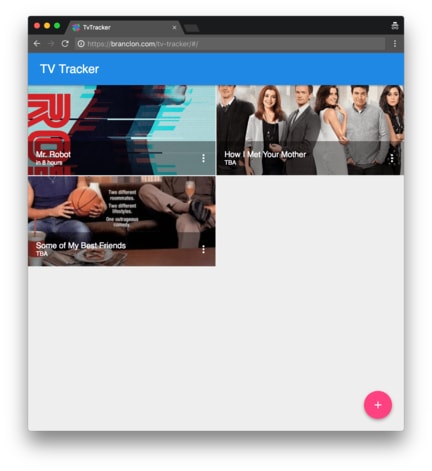 TvTracker
https://branclon.com/tv-tracker/#/
TV Tracker
Mr. Robot
in 8 hours
How I Met Your Mother
TBA
Two different
roommates.
Two different
lifestyles.
One outrageous
comedy.
Some of My Best Friends
TBA